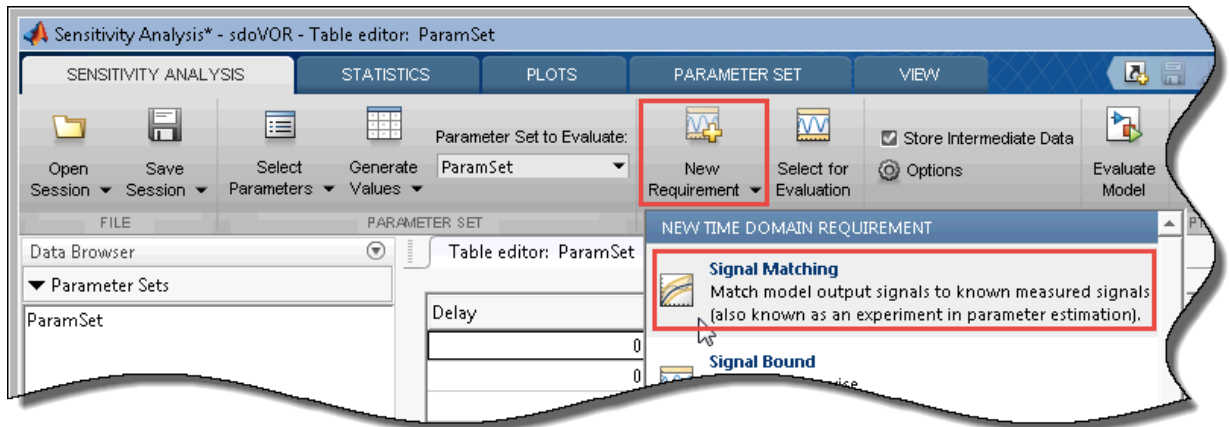 Sensitivity Analysis* - sdoVOR - Table editor: ParamSet
SENSITIVITY ANALYSIS
STATISTICS
PLOTS
PARAMETER SET
VIEW
Open Session
Save Session
Select Parameters
Generate Values
Parameter Set to Evaluate:
ParamSet
New Requirement
Select for Evaluation
Store Intermediate Data
Options
Evaluate Model
FILE
PARAMETER SET
NEW TIME DOMAIN REQUIREMENT
Data Browser
Parameter Sets
ParamSet
Table editor: ParamSet
Delay
0
0
Signal Matching
Match model output signals to known measured signals
(also known as an experiment in parameter estimation).
Signal Bound